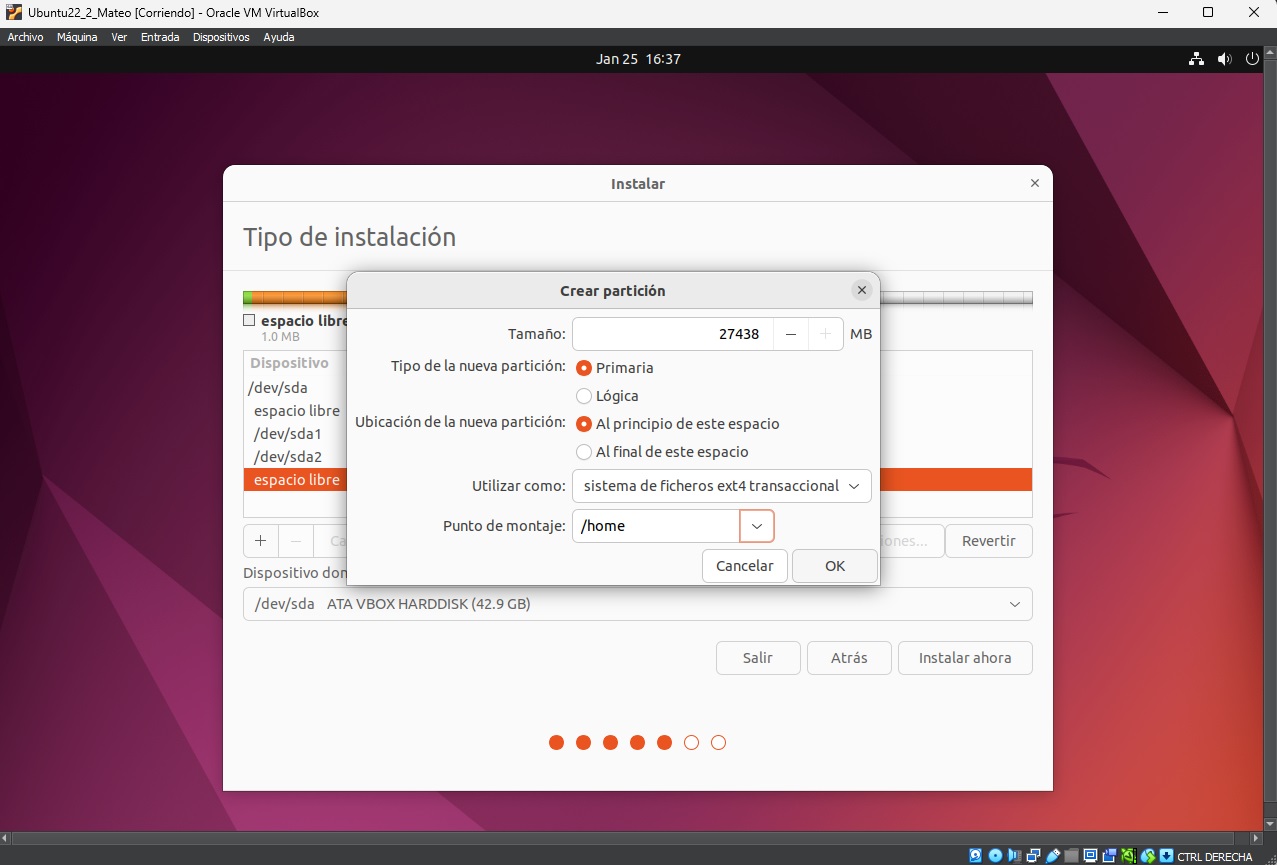 Ubuntu22_2_Mateo [Corriendo] - Oracle VM VirtualBox
Archivo Máquina Ver Entrada Dispositivos Ayuda
Jan 25 16:37
Instalar
Tipo de instalación
Crear partición
espacio libre
1.0 MB
Tamaño: 27438 MB
Dispositivo
Tipo de la nueva partición: Primaria
/dev/sda
Lógica
espacio libre
Ubicación de la nueva partición: Al principio de este espacio
/dev/sda1
/dev/sda2
Al final de este espacio
espacio libre
Utilizar como: sistema de ficheros ext4 transaccional
Punto de montaje: /home
+ − Ca
iones... Revertir
Cancelar OK
Dispositivo don
/dev/sda ATA VBOX HARDDISK (42.9 GB)
Salir Atrás Instalar ahora
CTRL DERECHA